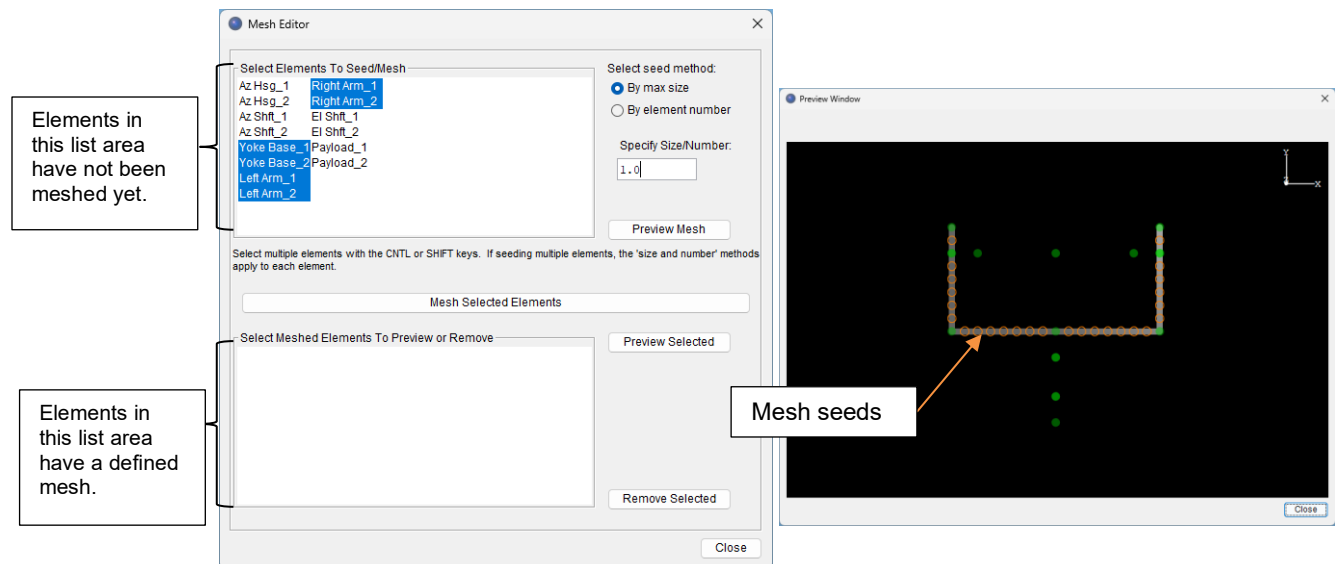 Mesh Editor
Select Elements To Seed/Mesh
Az Hsg_1
Az Hsg_2
Az Shft_1
Az Shft_2
Yoke Base_1
Yoke Base_2
Left Arm_1
Left Arm_2
Right Arm_1
Right Arm_2
El Shft_1
El Shft_2
Payload_1
Payload_2
Select seed method:
By max size
By element number
Specify Size/Number:
1.0
Preview Mesh
Select multiple elements with the CNTL or SHIFT keys. If seeding multiple elements, the 'size and number' methods
apply to each element.
Mesh Selected Elements
Select Meshed Elements To Preview or Remove
Preview Selected
Remove Selected
Close
Elements in
this list area
have not been
meshed yet.
Elements in
this list area
have a defined
mesh.
Preview Window
Y
X
Mesh seeds
Close